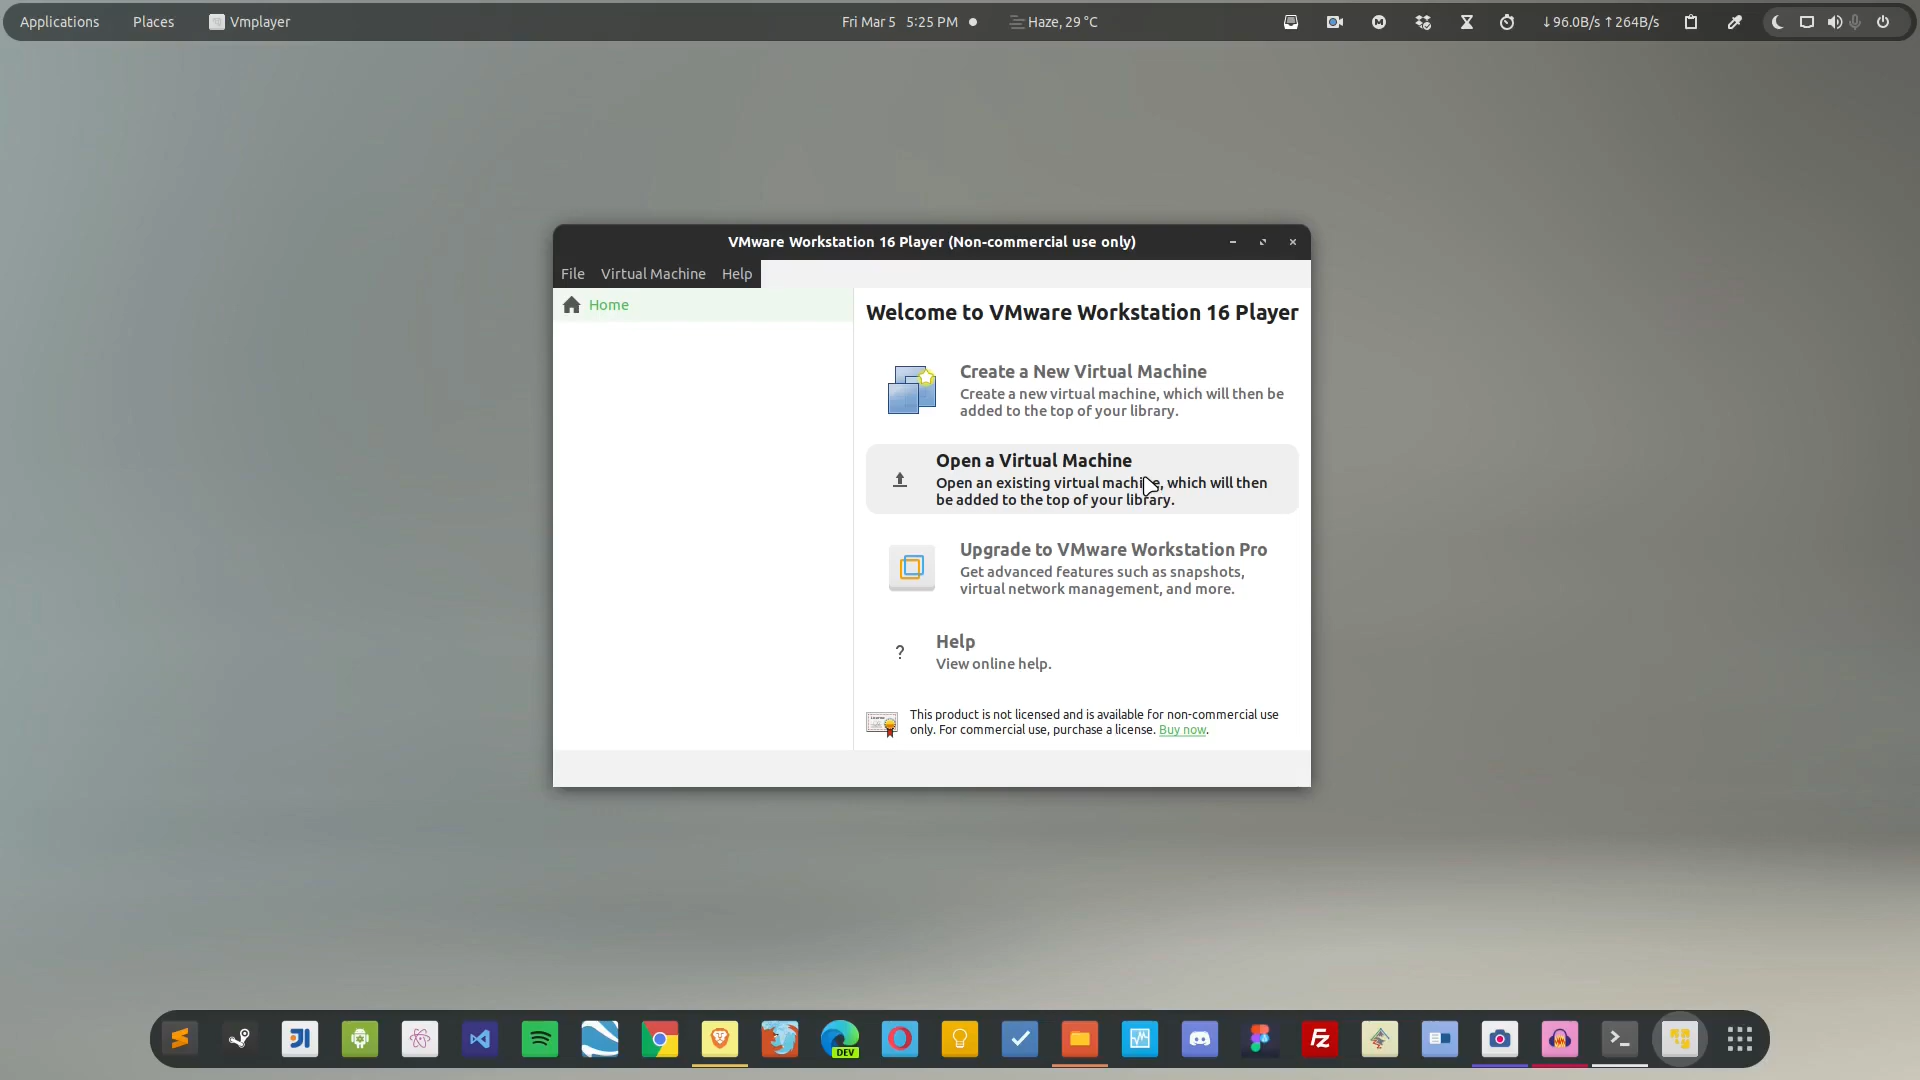 Applications Places Vmplayer Fri Mar 5 5:25 PM Haze, 29 °C ↓96.0B/s ↑264B/s
VMware Workstation 16 Player (Non-commercial use only)
File Virtual Machine Help
Home
Welcome to VMware Workstation 16 Player
Create a New Virtual Machine
Create a new virtual machine, which will then be
added to the top of your library.
Open a Virtual Machine
Open an existing virtual machine, which will then
be added to the top of your library.
Upgrade to VMware Workstation Pro
Get advanced features such as snapshots,
virtual network management, and more.
? Help
View online help.
This product is not licensed and is available for non-commercial use
only. For commercial use, purchase a license. Buy now.
DEV